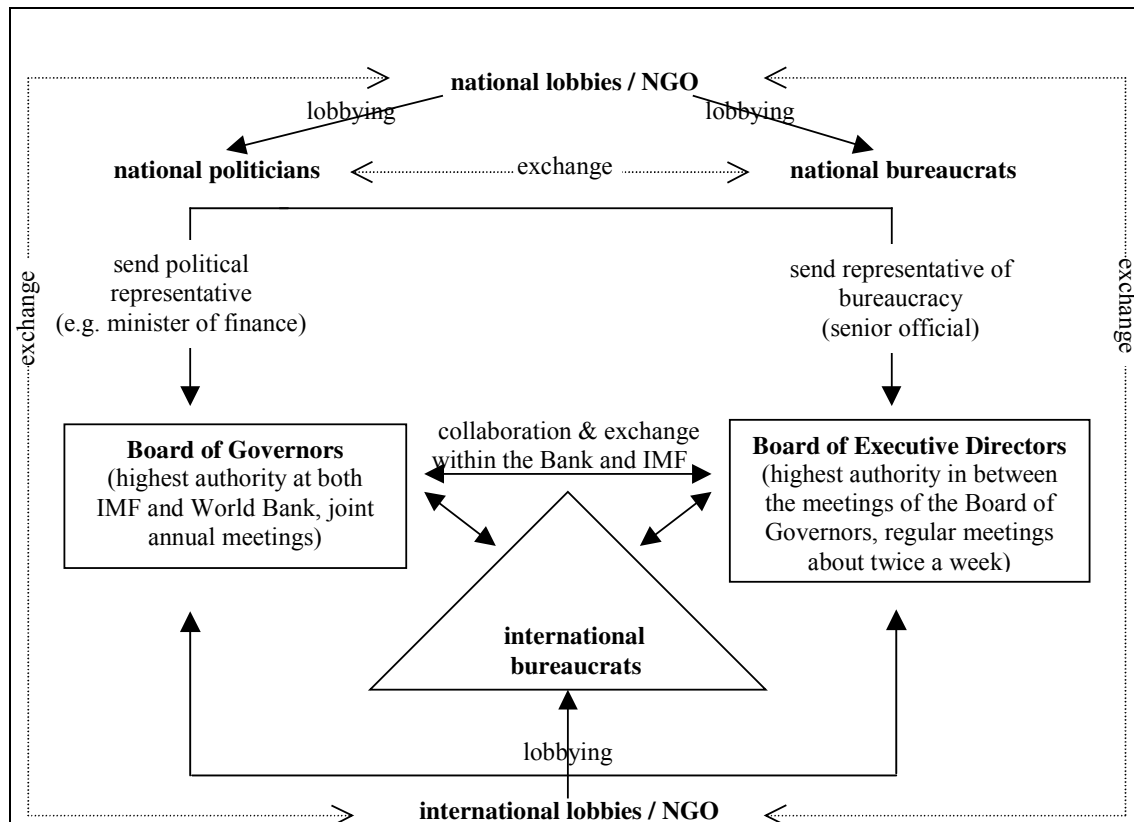 national lobbies / NGO
lobbying
lobbying
national politicians
exchange
national bureaucrats
exchange
exchange
send political
representative
(e.g. minister of finance)
send representative of
bureaucracy
(senior official)
Board of Governors
(highest authority at both
IMF and World Bank, joint
annual meetings)
collaboration & exchange
within the Bank and IMF
Board of Executive Directors
(highest authority in between
the meetings of the Board of
Governors, regular meetings
about twice a week)
international
bureaucrats
lobbying
international lobbies / NGO